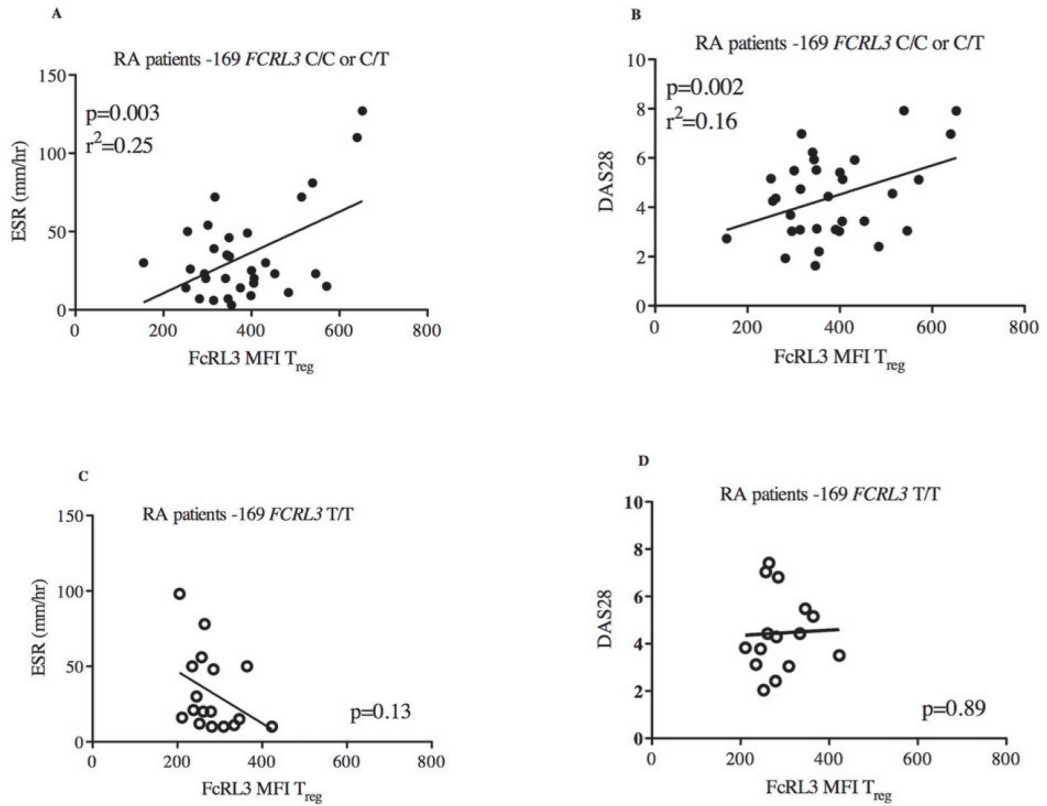 A
RA patients -169 FCRL3 C/C or C/T
p=0.003
r²=0.25
ESR (mm/hr)
150
100
50
0
0 200 400 600 800
FcRL3 MFI Treg
B
RA patients -169 FCRL3 C/C or C/T
p=0.002
r²=0.16
DAS28
10
8
6
4
2
0
0 200 400 600 800
FcRL3 MFI Treg
C
RA patients -169 FCRL3 T/T
ESR (mm/hr)
150
100
50
0
p=0.13
0 200 400 600 800
FcRL3 MFI Treg
D
RA patients -169 FCRL3 T/T
DAS28
10
8
6
4
2
0
p=0.89
0 200 400 600 800
FcRL3 MFI Treg